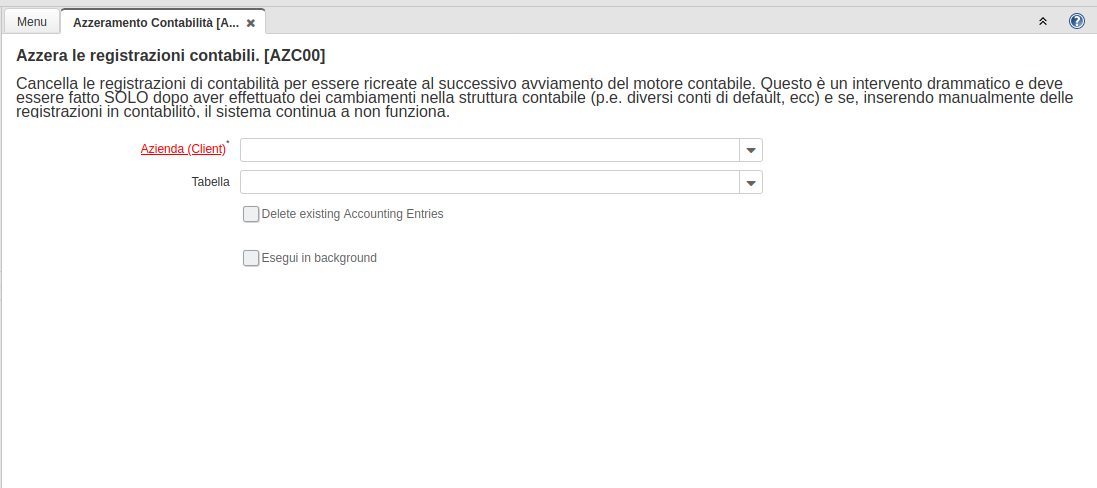 Menu
Azzeramento Contabilità [A...
Azzera le registrazioni contabili. [AZC00]
Cancella le registrazioni di contabilità per essere ricreate al successivo avviamento del motore contabile. Questo è un intervento drammatico e deve
essere fatto SOLO dopo aver effettuato dei cambiamenti nella struttura contabile (p.e. diversi conti di default, ecc) e se, inserendo manualmente delle
registrazioni in contabilitò, il sistema continua a non funziona.
Azienda (Client)*
Tabella
Delete existing Accounting Entries
Esegui in background